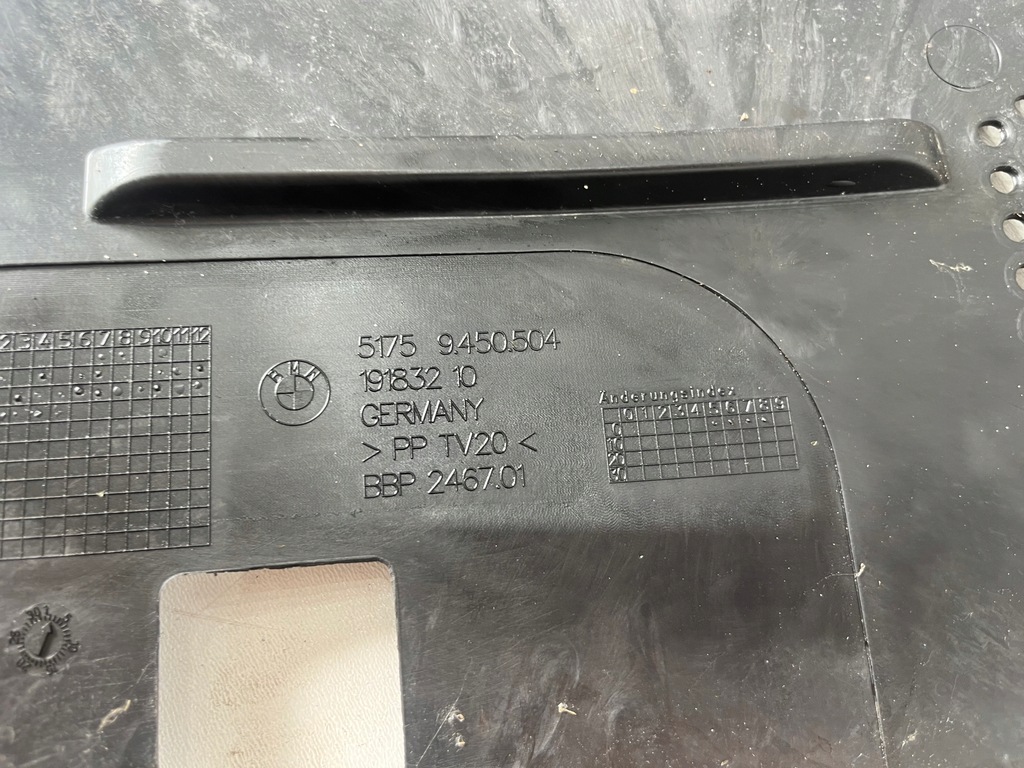 2 3 4 5 6 7 8 9 10 11 12
BMW
5175 9.450.504
191832 10
GERMANY
> PP TV20 <
BBP 2467.01
Änderungsindex
0 1 2 3 4 5 6 7 8 9